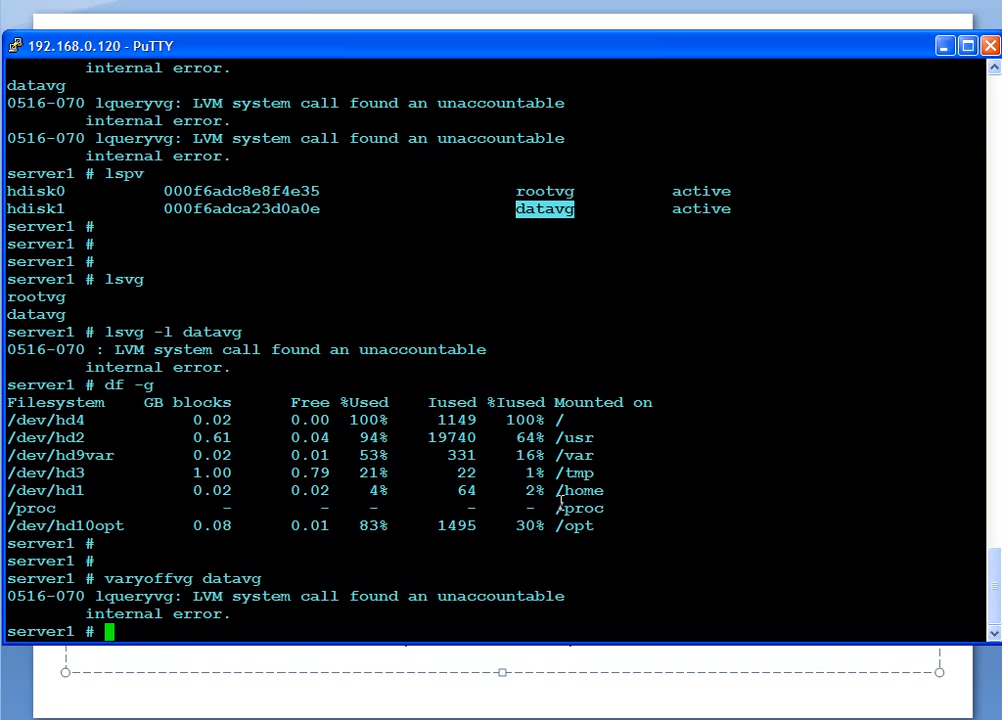 192.168.0.120 - PuTTY
internal error.
datavg
0516-070 lqueryvg: LVM system call found an unaccountable
internal error.
0516-070 lqueryvg: LVM system call found an unaccountable
internal error.
server1 # lspv
hdisk0 000f6adc8e8f4e35 rootvg active
hdisk1 000f6adca23d0a0e datavg active
server1 #
server1 #
server1 #
server1 # lsvg
rootvg
datavg
server1 # lsvg -l datavg
0516-070 : LVM system call found an unaccountable
internal error.
server1 # df -g
Filesystem GB blocks Free %Used Iused %Iused Mounted on
/dev/hd4 0.02 0.00 100% 1149 100% /
/dev/hd2 0.61 0.04 94% 19740 64% /usr
/dev/hd9var 0.02 0.01 53% 331 16% /var
/dev/hd3 1.00 0.79 21% 22 1% /tmp
/dev/hd1 0.02 0.02 4% 64 2% /home
/proc - - - - - /proc
/dev/hd10opt 0.08 0.01 83% 1495 30% /opt
server1 #
server1 #
server1 # varyoffvg datavg
0516-070 lqueryvg: LVM system call found an unaccountable
internal error.
server1 #